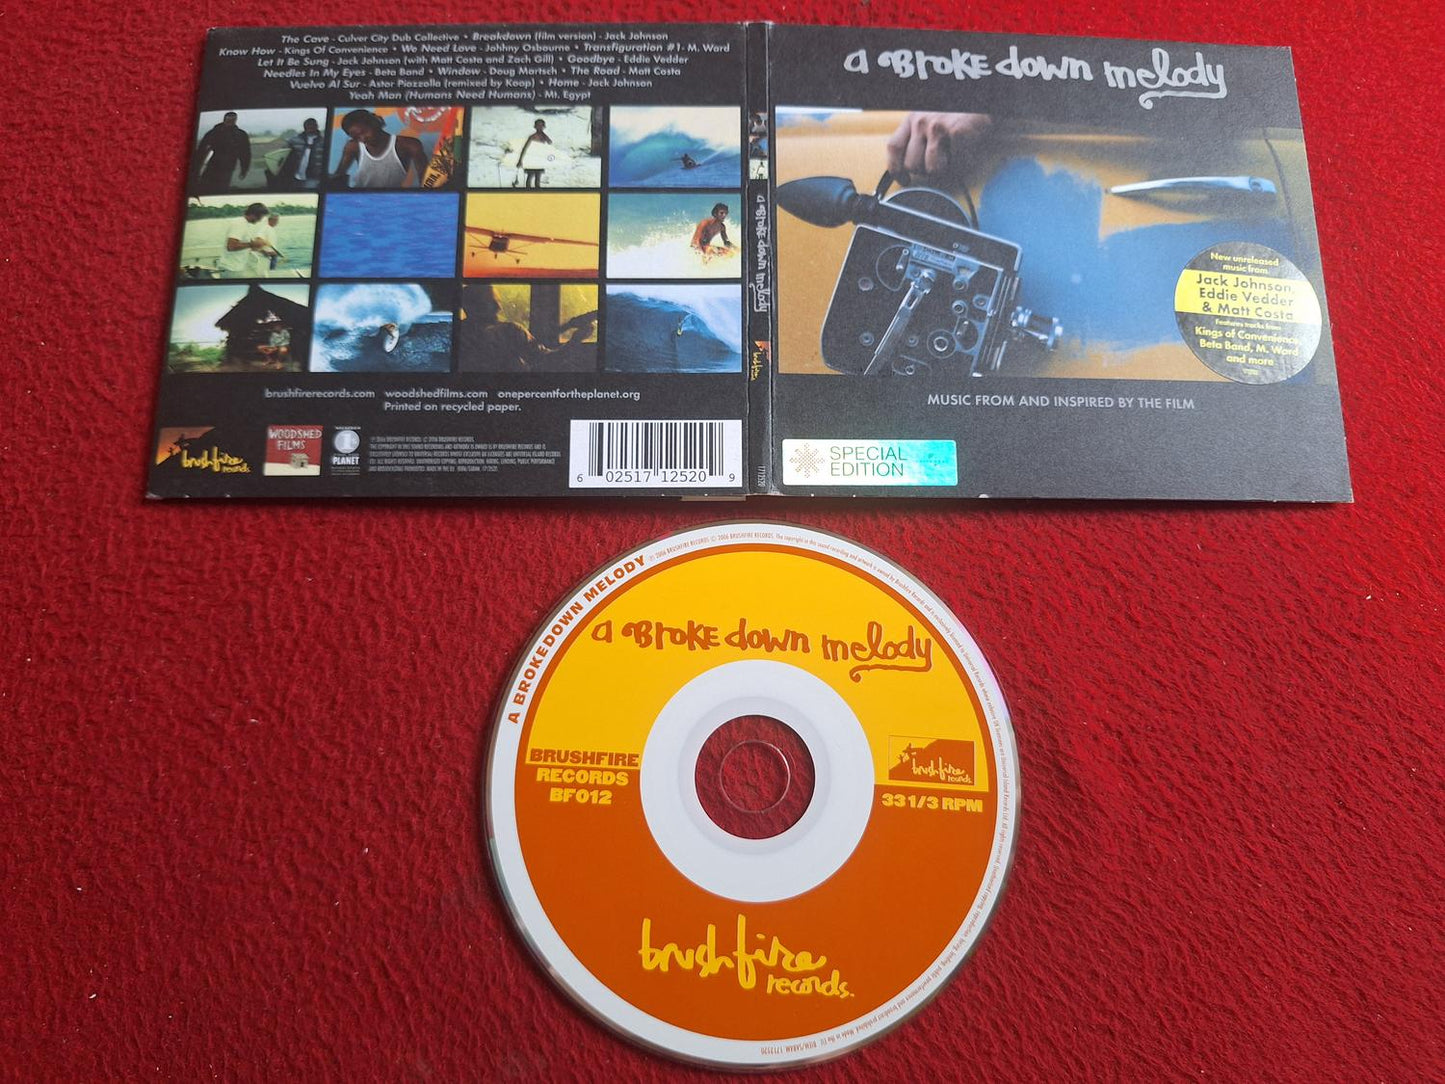 The Cave - Culver City Dub Collective • Breakdown (film version) - Jack Johnson
Know How - Kings Of Convenience • We Need Love - Johhny Osbourne • Transfiguration #1 - M. Ward
Let It Be Sung - Jack Johnson (with Matt Costa and Zach Gill) • Goodbye - Eddie Vedder
Needles In My Eyes - Beta Band • Window - Doug Martsch • The Road - Matt Costa
Vuelvo Al Sur - Astor Piazzolla (remixed by Koop) • Home - Jack Johnson
Yeah Man (Humans Need Humans) - Mt. Egypt
brushfirerecords.com woodshedfilms.com onepercentfortheplanet.org
Printed on recycled paper.
brushfire
records.
WOODSHED
FILMS
1
PLANET
6 02517 12520 9
a Broke down melody
brushfire
1712520
a Broke down melody
New unreleased
music from
Jack Johnson,
Eddie Vedder
& Matt Costa
Features tracks from
Kings of Convenience,
Beta Band, M. Ward
and more
MUSIC FROM AND INSPIRED BY THE FILM
SPECIAL
EDITION
A BROKEDOWN MELODY
a Broke down melody
BRUSHFIRE
RECORDS
BF012
brushfire
records.
33 1/3 RPM
brushfire
records.